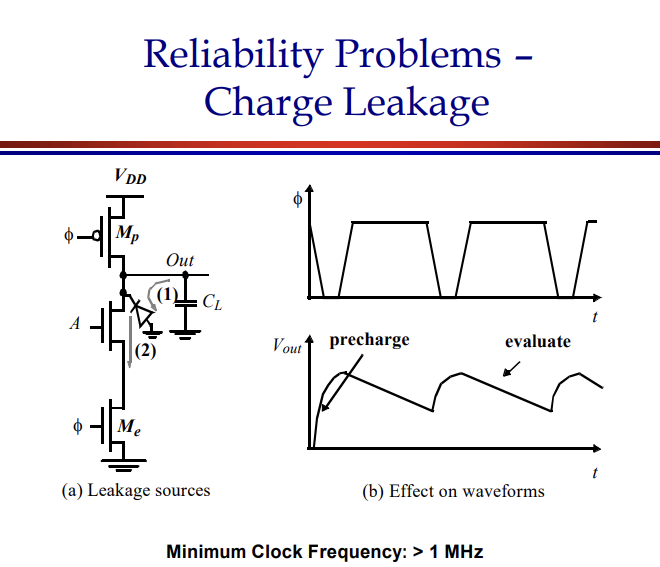 Reliability Problems –
Charge Leakage
VDD
ϕ
Mp
Out
(1)
CL
A
(2)
ϕ
Me
(a) Leakage sources
ϕ
t
Vout
precharge
evaluate
t
(b) Effect on waveforms
Minimum Clock Frequency: > 1 MHz